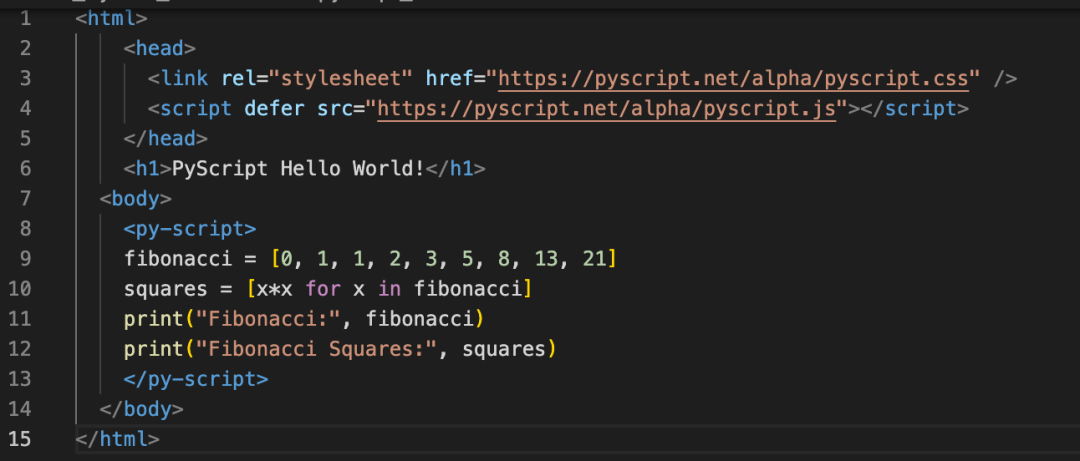 1 <html>
2 <head>
3 <link rel="stylesheet" href="https://pyscript.net/alpha/pyscript.css" />
4 <script defer src="https://pyscript.net/alpha/pyscript.js"></script>
5 </head>
6 <h1>PyScript Hello World!</h1>
7 <body>
8 <py-script>
9 fibonacci = [0, 1, 1, 2, 3, 5, 8, 13, 21]
10 squares = [x*x for x in fibonacci]
11 print("Fibonacci:", fibonacci)
12 print("Fibonacci Squares:", squares)
13 </py-script>
14 </body>
15 </html>